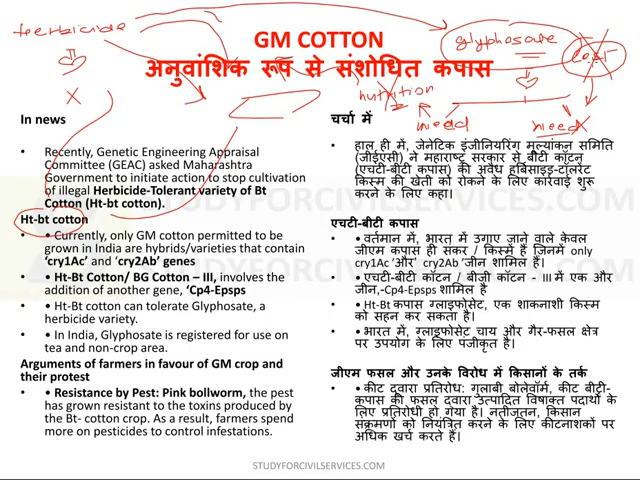 herbicide
glyphosate
cost
nutrition
weed
weed
GM COTTON
अनुवांशिक रूप से संशोधित कपास
In news
• Recently, Genetic Engineering Appraisal
Committee (GEAC) asked Maharashtra
Government to initiate action to stop cultivation
of illegal Herbicide-Tolerant variety of Bt
Cotton (Ht-bt cotton).
Ht-bt cotton
• • Currently, only GM cotton permitted to be
grown in India are hybrids/varieties that contain
‘cry1Ac’ and ‘cry2Ab’ genes
• • Ht-Bt Cotton/ BG Cotton – III, involves the
addition of another gene, ‘Cp4-Epsps
• • Ht-Bt cotton can tolerate Glyphosate, a
herbicide variety.
• • In India, Glyphosate is registered for use on
tea and non-crop area.
Arguments of farmers in favour of GM crop and
their protest
• • Resistance by Pest: Pink bollworm, the pest
has grown resistant to the toxins produced by
the Bt- cotton crop. As a result, farmers spend
more on pesticides to control infestations.
चर्चा में
• हाल ही में, जेनेटिक इंजीनियरिंग मूल्यांकन समिति
(जीईएसी) ने महाराष्ट्र सरकार से बीटी कॉटन
(एचटी-बीटी कपास) की अवैध हर्बिसाइड-टॉलरेंट
किस्म की खेती को रोकने के लिए कार्रवाई शुरू
करने के लिए कहा।
एचटी-बीटी कपास
• • वर्तमान में, भारत में उगाए जाने वाले केवल
जीएम कपास ही संकर / किस्में हैं जिनमें only
cry1Ac 'और' cry2Ab 'जीन शामिल हैं।
• • एचटी-बीटी कॉटन / बीजी कॉटन - III में एक और
जीन,-Cp4-Epsps शामिल है
• • Ht-Bt कपास ग्लाइफोसेट, एक शाकनाशी किस्म
को सहन कर सकता है।
• • भारत में, ग्लाइफोसेट चाय और गैर-फसल क्षेत्र
पर उपयोग के लिए पंजीकृत है।
जीएम फसल और उनके विरोध में किसानों के तर्क
• • कीट द्वारा प्रतिरोध: गुलाबी बोलेवॉर्म, कीट बीटी-
कपास की फसल द्वारा उत्पादित विषाक्त पदार्थों के
लिए प्रतिरोधी हो गया है। नतीजतन, किसान
संक्रमणों को नियंत्रित करने के लिए कीटनाशकों पर
अधिक खर्च करते हैं।
STUDYFORCIVILSERVICES.COM